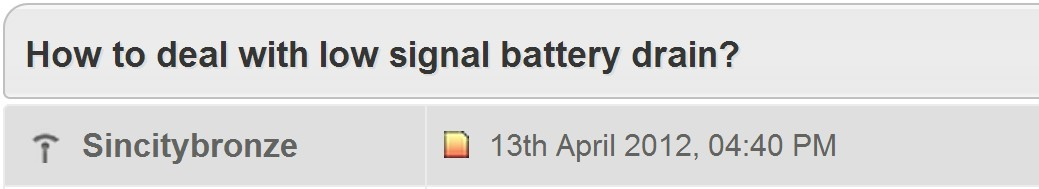 How to deal with low signal battery drain?
Sincitybronze 13th April 2012, 04:40 PM